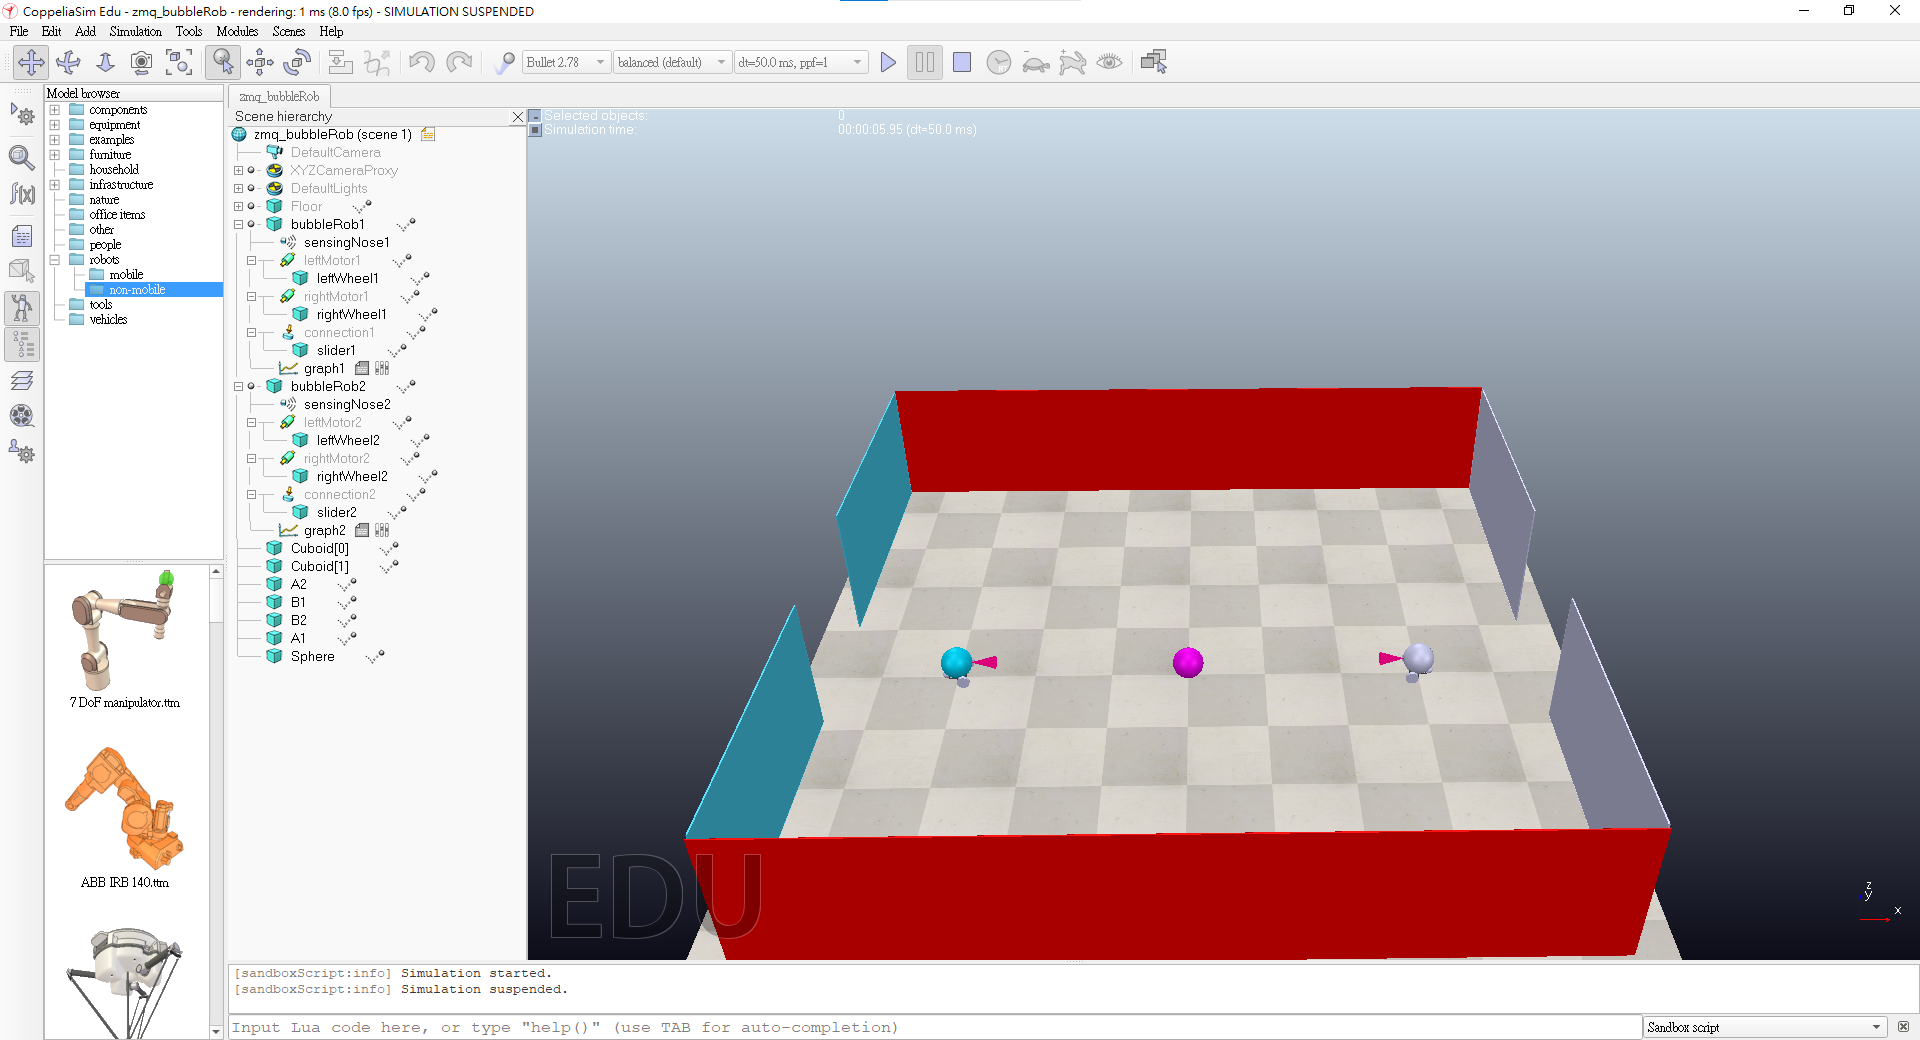 CoppeliaSim Edu - zmq_bubbleRob - rendering: 1 ms (8.0 fps) - SIMULATION SUSPENDED
File Edit Add Simulation Tools Modules Scenes Help
Bullet 2.78 balanced (default) dt=50.0 ms, ppf=1
f(x)
Model browser
components
equipment
examples
furniture
household
infrastructure
nature
office items
other
people
robots
mobile
non-mobile
tools
vehicles
7 DoF manipulator.ttm
ABB IRB 140.ttm
zmq_bubbleRob
Scene hierarchy
zmq_bubbleRob (scene 1)
DefaultCamera
XYZCameraProxy
DefaultLights
Floor
bubbleRob1
sensingNose1
leftMotor1
leftWheel1
rightMotor1
rightWheel1
connection1
slider1
graph1
bubbleRob2
sensingNose2
leftMotor2
leftWheel2
rightMotor2
rightWheel2
connection2
slider2
graph2
Cuboid[0]
Cuboid[1]
A2
B1
B2
A1
Sphere
Selected objects: 0
Simulation time: 00:00:05.95 (dt=50.0 ms)
EDU
z
y
x
[sandboxScript:info] Simulation started.
[sandboxScript:info] Simulation suspended.
Input Lua code here, or type "help()" (use TAB for auto-completion)
Sandbox script